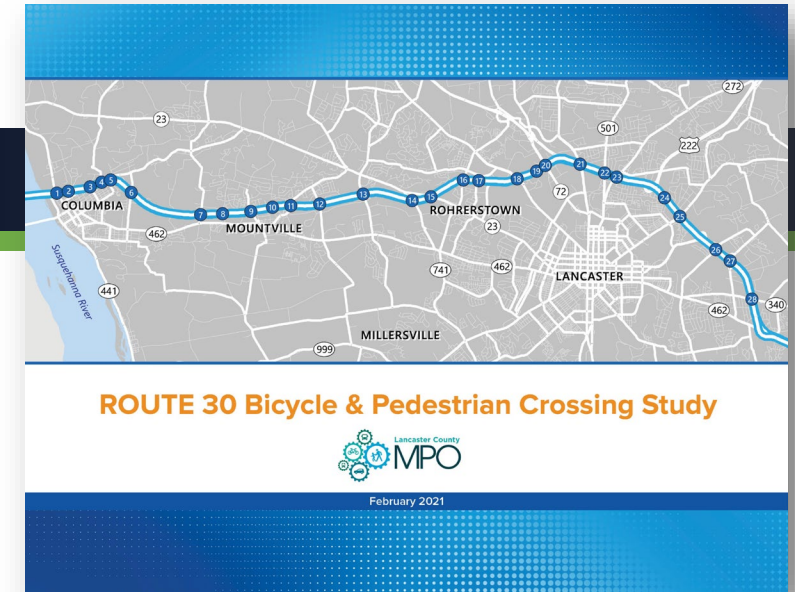 272
23
501
222
1 2 3 4 5 6 7 8 9 10 11 12 13 14 15 16 17 18 19 20 21 22 23 24 25 26 27 28
COLUMBIA
72
ROHRERSTOWN
23
462
MOUNTVILLE
Susquehanna River
741
462
LANCASTER
441
462
340
MILLERSVILLE
999
ROUTE 30 Bicycle & Pedestrian Crossing Study
Lancaster County
MPO
February 2021